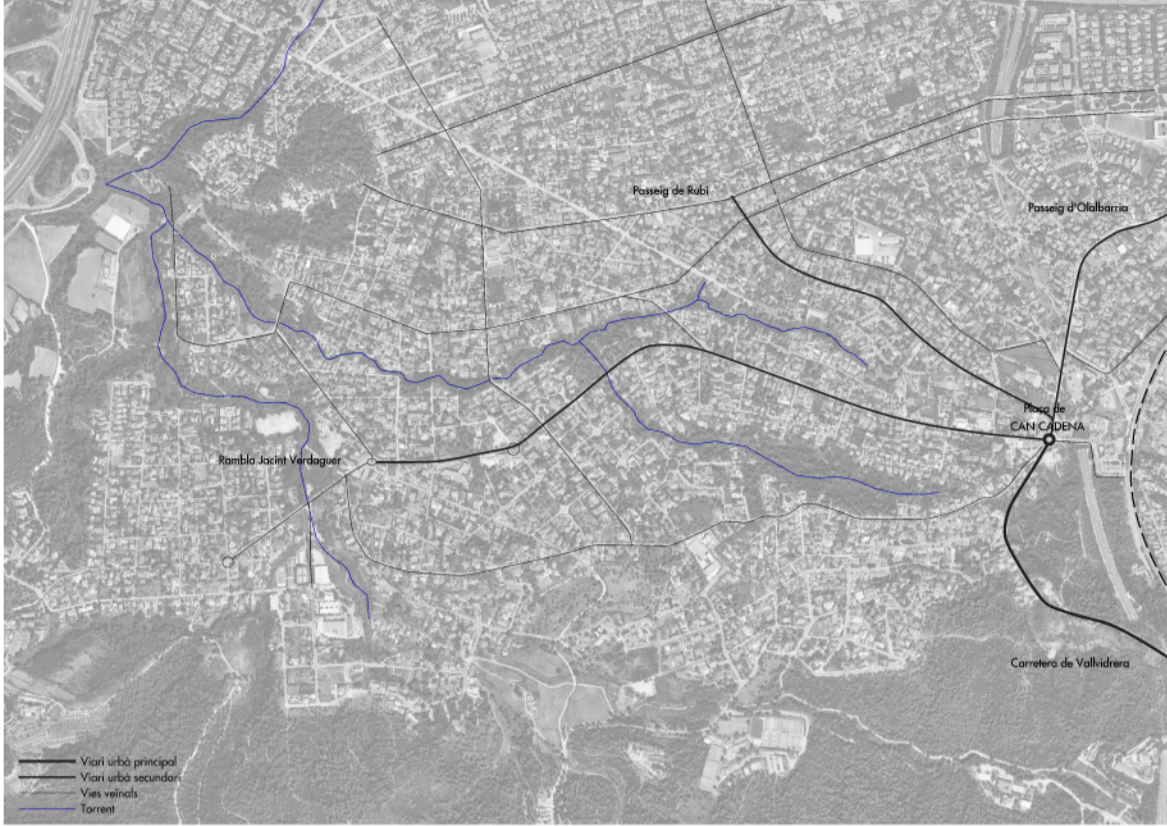 Passeig de Rubí
Passeig d'Olalbarria
Plaça de
CAN CADENA
Rambla Jacint Verdaguer
Carretera de Vallvidrera
Viari urbà principal
Viari urbà secundari
Vies veïnals
Torrent